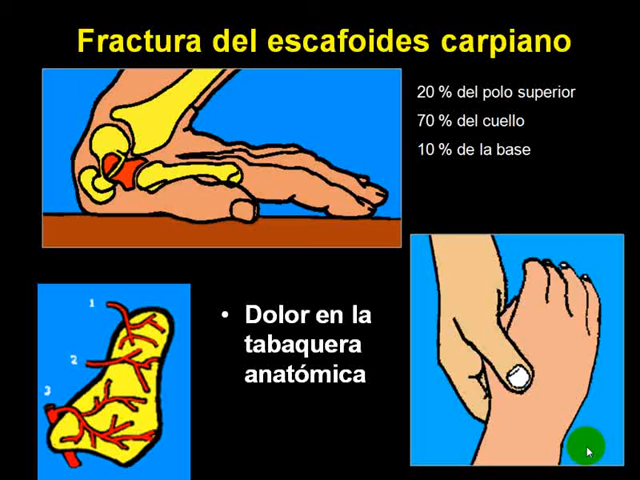 Fractura del escafoides carpiano
20 % del polo superior
70 % del cuello
10 % de la base
1
2
3
• Dolor en la
tabaquera
anatómica